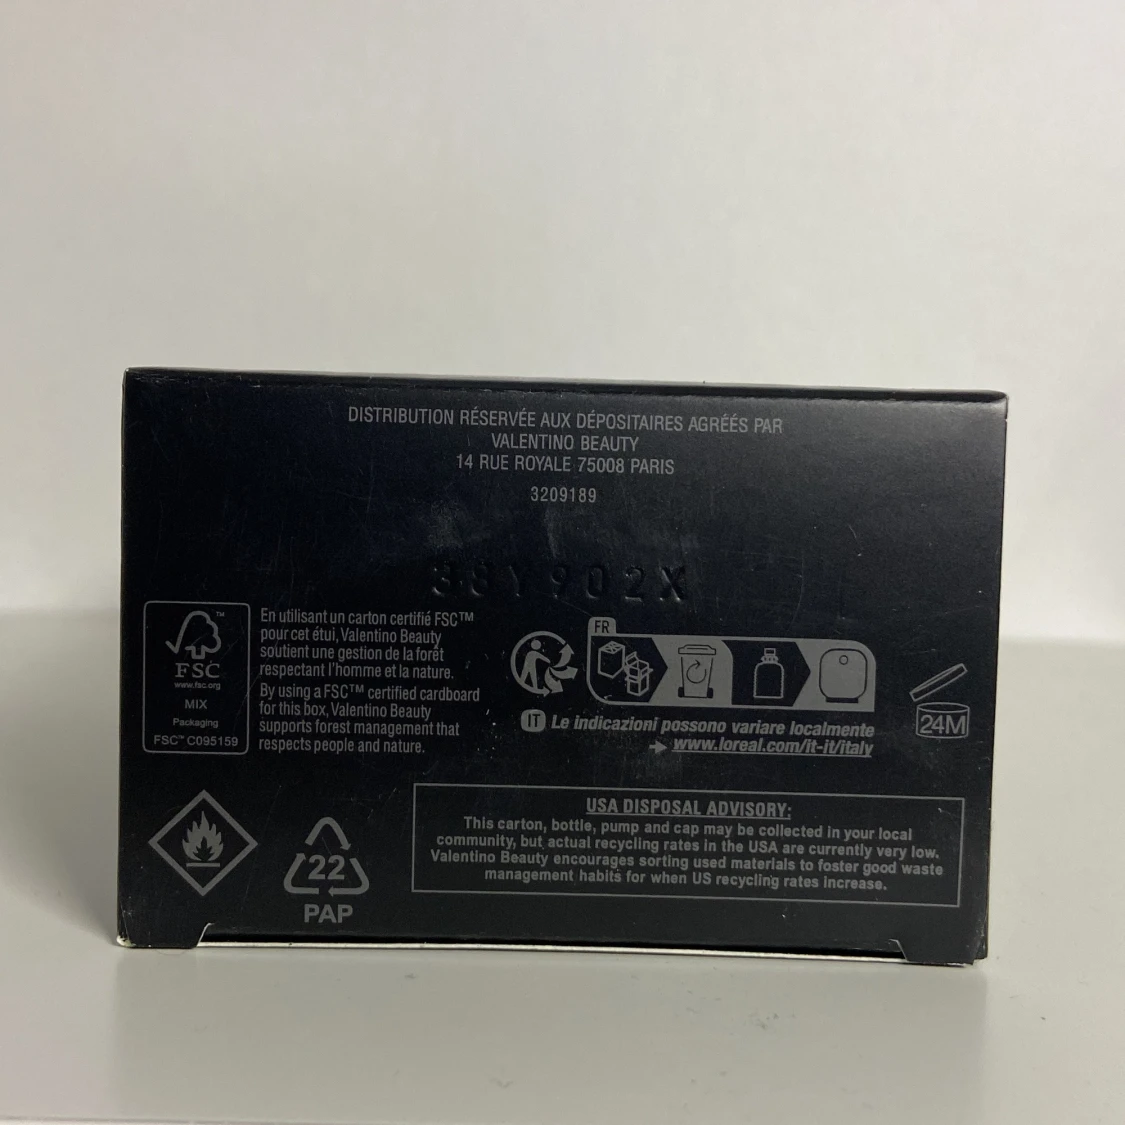 DISTRIBUTION RÉSERVÉE AUX DÉPOSITAIRES AGRÉÉS PAR
VALENTINO BEAUTY
14 RUE ROYALE 75008 PARIS
3209189
38Y902X
FSC
www.fsc.org
MIX
Packaging
FSC™ C095159
En utilisant un carton certifié FSC™
pour cet étui, Valentino Beauty
soutient une gestion de la forêt
respectant l'homme et la nature.
By using a FSC™ certified cardboard
for this box, Valentino Beauty
supports forest management that
respects people and nature.
FR
IT Le indicazioni possono variare localmente
www.loreal.com/it-it/italy
24M
22
PAP
USA DISPOSAL ADVISORY:
This carton, bottle, pump and cap may be collected in your local
community, but actual recycling rates in the USA are currently very low.
Valentino Beauty encourages sorting used materials to foster good waste
management habits for when US recycling rates increase.